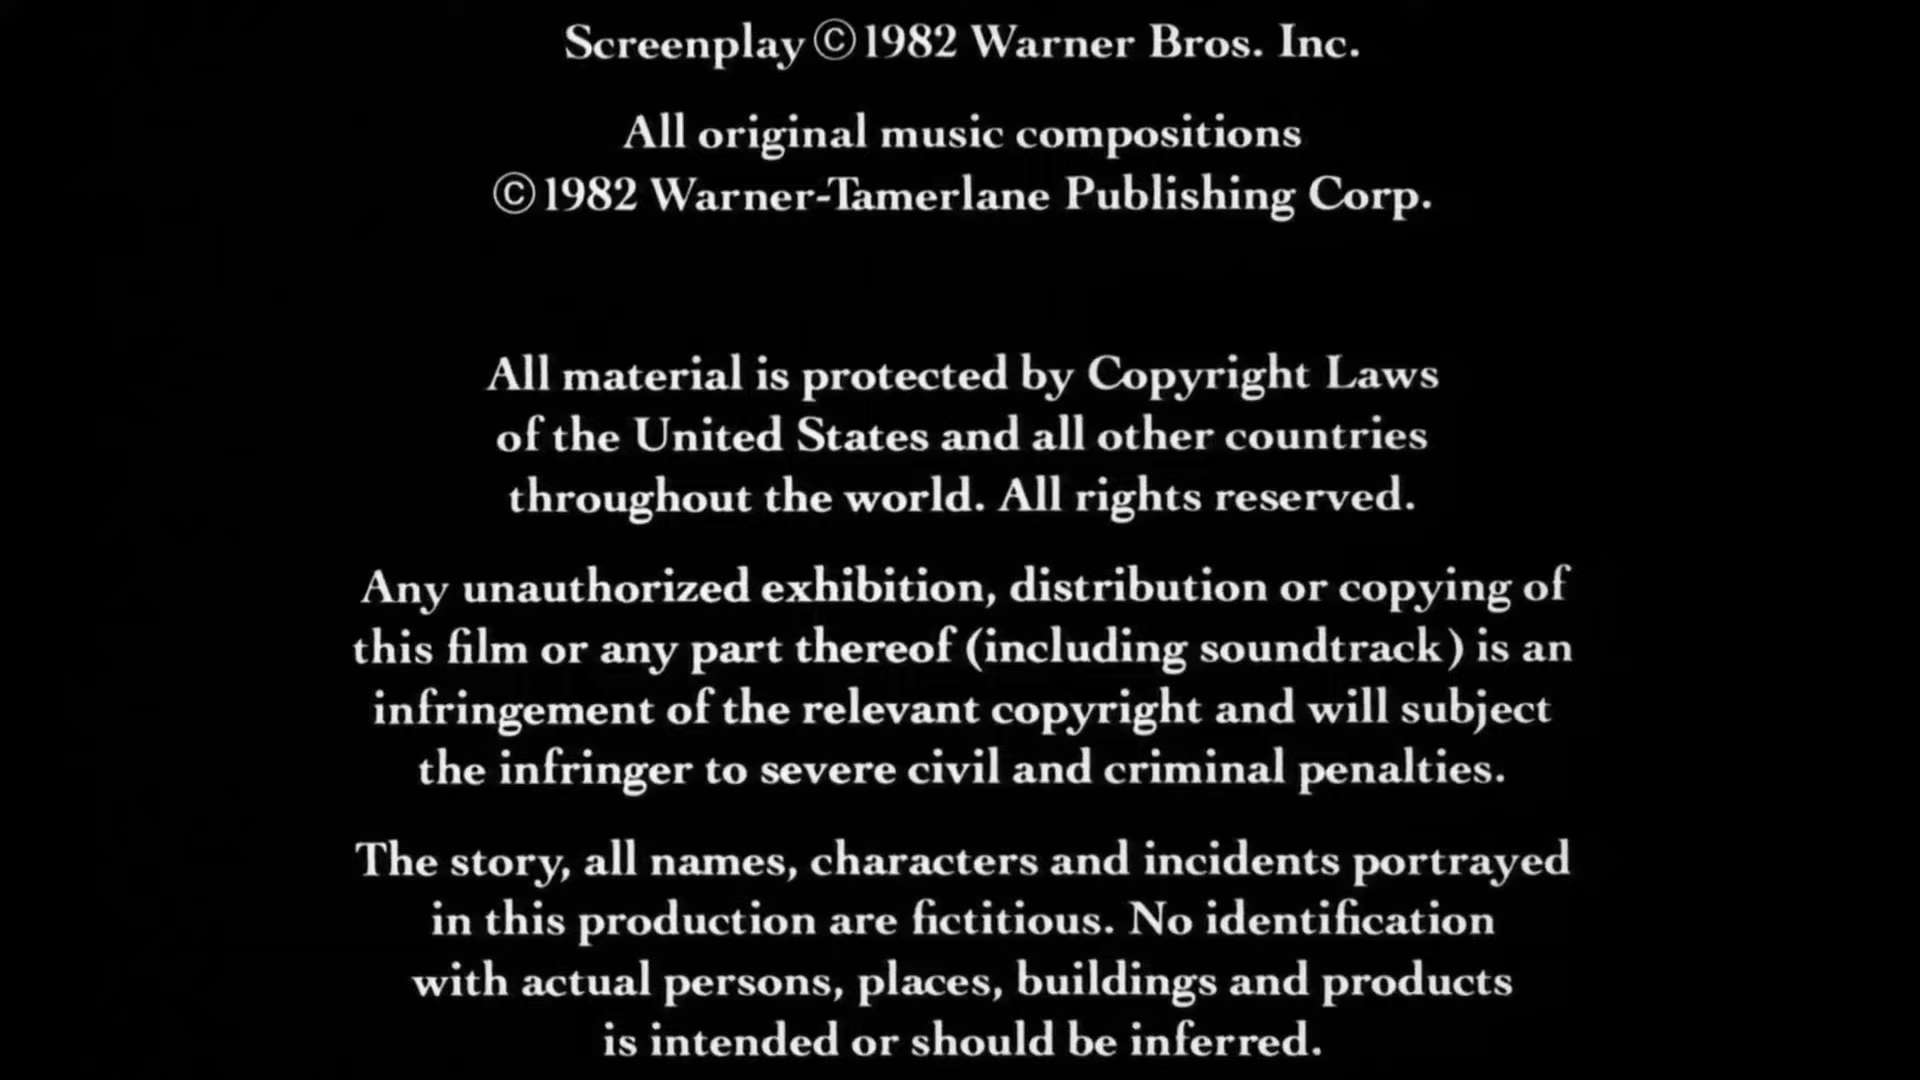 Screenplay ©1982 Warner Bros. Inc.
All original music compositions
©1982 Warner-Tamerlane Publishing Corp.
All material is protected by Copyright Laws
of the United States and all other countries
throughout the world. All rights reserved.
Any unauthorized exhibition, distribution or copying of
this film or any part thereof (including soundtrack) is an
infringement of the relevant copyright and will subject
the infringer to severe civil and criminal penalties.
The story, all names, characters and incidents portrayed
in this production are fictitious. No identification
with actual persons, places, buildings and products
is intended or should be inferred.